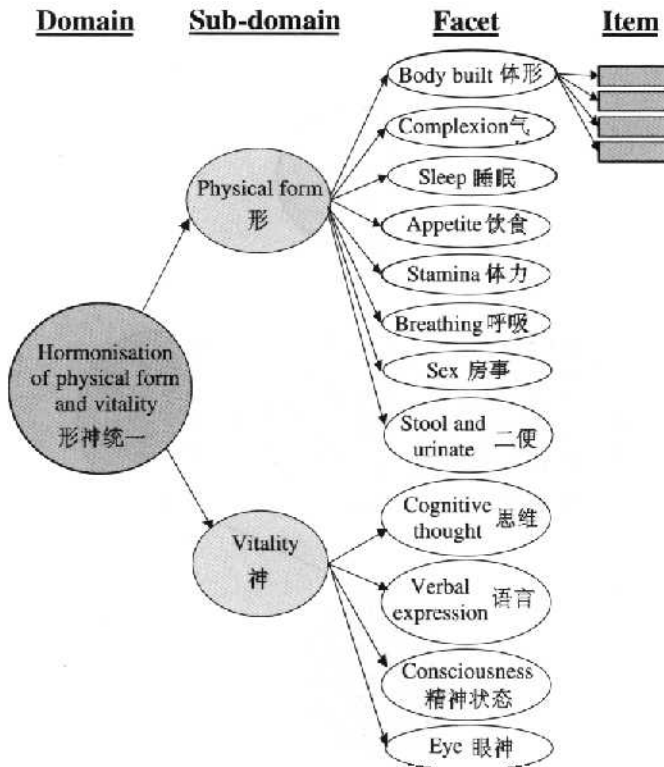 Domain Sub-domain Facet Item
Body built 体形
Complexion气
Sleep 睡眠
Appetite 饮食
Stamina 体力
Breathing 呼吸
Sex 房事
Stool and
urinate 二便
Physical form
形
Hormonisation
of physical form
and vitality
形神统一
Vitality
神
Cognitive
thought 思维
Verbal
expression 语言
Consciousness
精神状态
Eye 眼神